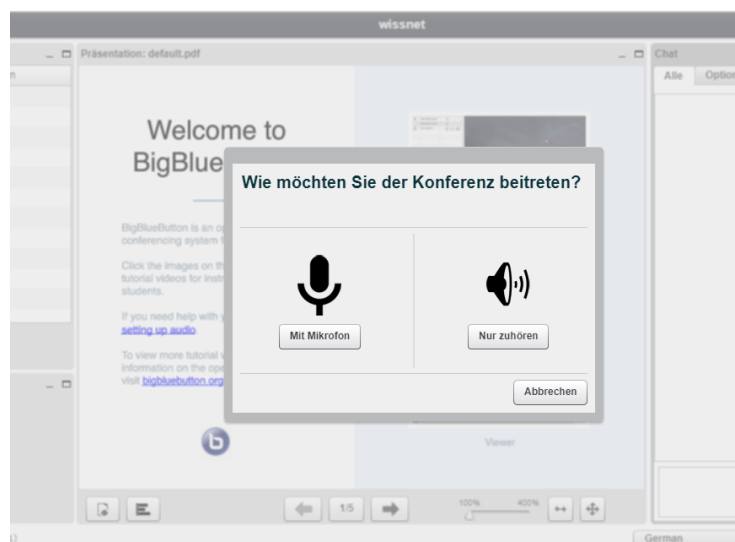 wissnet
Präsentation: default.pdf
Chat
Alle
Option
Welcome to
BigBlue
Wie möchten Sie der Konferenz beitreten?
BigBlueButton is an o
conferencing system
Click the images on th
tutorial videos for inst
students.
If you need help with y
setting up audio
To view more tutorial v
information on the ope
visit bigbluebutton.org
Mit Mikrofon
Nur zuhören
Abbrechen
b
Viewer
1/5
100%
400%
German